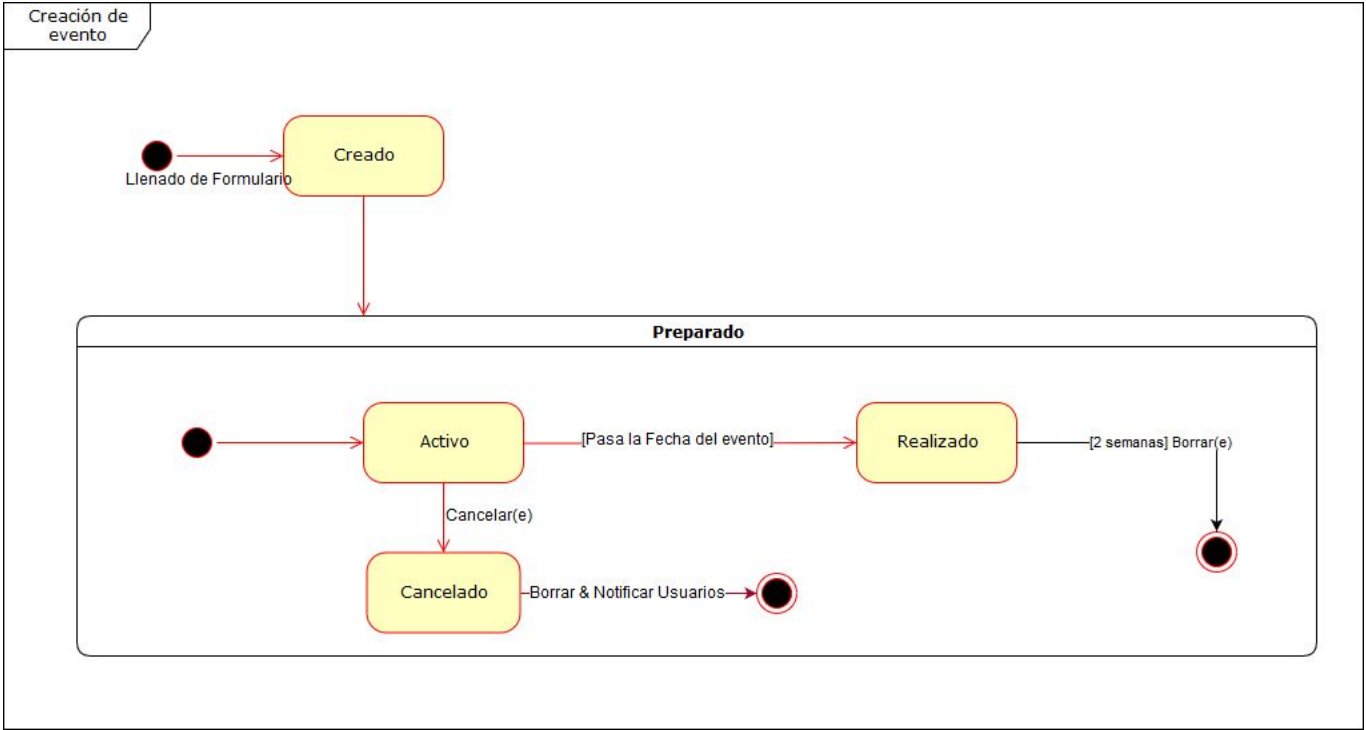 Creación de
evento
Creado
Llenado de Formulario
Preparado
Activo
[Pasa la Fecha del evento]
Realizado
[2 semanas] Borrar(e)
Cancelar(e)
Cancelado
Borrar & Notificar Usuarios